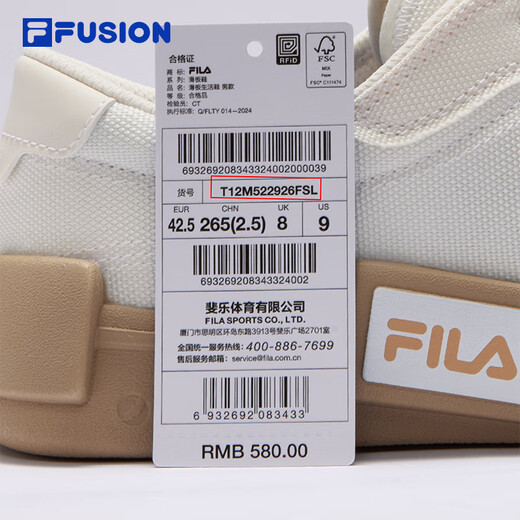 FUSION
合格证
商 标: FILA
系 列: 滑板鞋
品 名: 滑板生活鞋 男款
等 级: 合格品
检验员: CT
执行标准: Q/FLTY 014-2024
RFID
FSC
MIX
Paper
FSC® C111474
693269208343324002000039
货号 T12M522926FSL
EUR CHN UK US
42.5 265(2.5) 8 9
693269208343324002
斐乐体育有限公司
FILA SPORTS CO., LTD.
厦门市思明区环岛东路3913号斐乐广场2701室
全国统一服务热线: 400-886-7699
售后服务邮箱: service@fila.com.cn
6 932692 083433
RMB 580.00
FILA